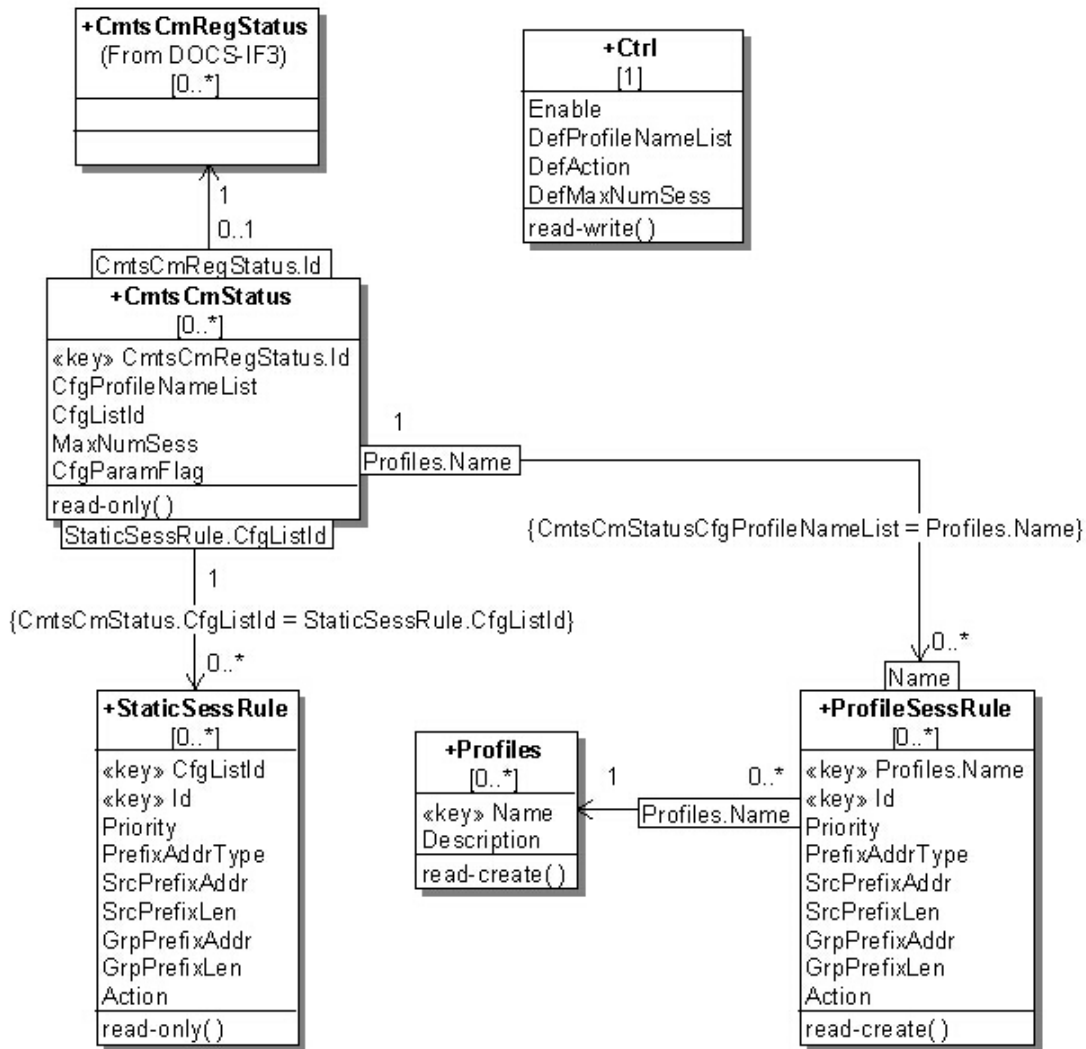 +CmtsCmRegStatus
(From DOCS-IF3)
[0..*]
+Ctrl
[1]
Enable
DefProfileNameList
DefAction
DefMaxNumSess
read-write()
1
0..1
CmtsCmRegStatus.Id
+CmtsCmStatus
[0..*]
«key» CmtsCmRegStatus.Id
CfgProfileNameList
CfgListId
MaxNumSess
CfgParamFlag
read-only()
1
Profiles.Name
StaticSessRule.CfgListId
{CmtsCmStatusCfgProfileNameList = Profiles.Name}
1
{CmtsCmStatus.CfgListId = StaticSessRule.CfgListId}
0..*
0..*
Name
+StaticSessRule
[0..*]
«key» CfgListId
«key» Id
Priority
PrefixAddrType
SrcPrefixAddr
SrcPrefixLen
GrpPrefixAddr
GrpPrefixLen
Action
read-only()
+Profiles
[0..*]
«key» Name
Description
read-create()
1
0..*
Profiles.Name
+ProfileSessRule
[0..*]
«key» Profiles.Name
«key» Id
Priority
PrefixAddrType
SrcPrefixAddr
SrcPrefixLen
GrpPrefixAddr
GrpPrefixLen
Action
read-create()